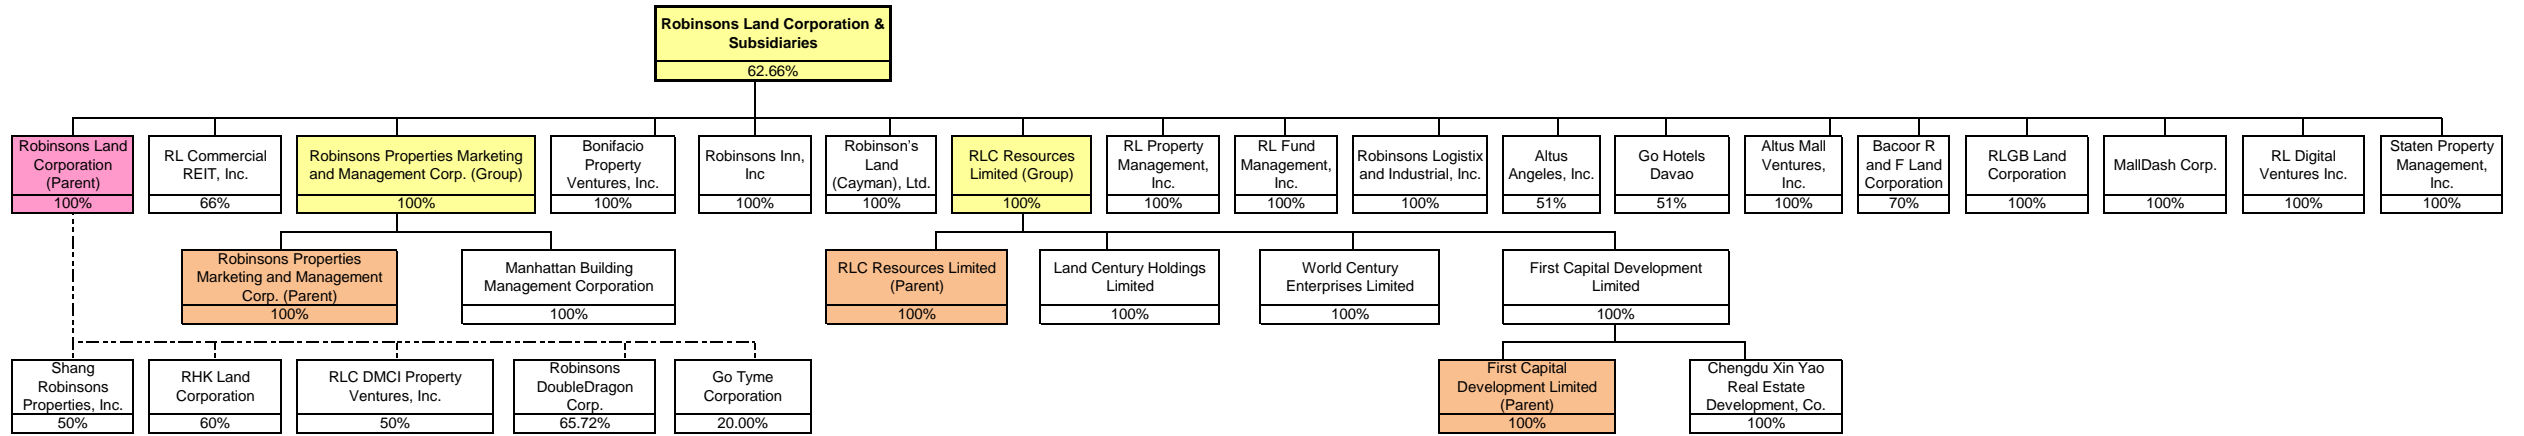 Robinsons Land Corporation &
Subsidiaries
62.66%
Robinsons Land
Corporation
(Parent)
100%
RL Commercial
REIT, Inc.
66%
Robinsons Properties Marketing
and Management Corp. (Group)
100%
Bonifacio
Property
Ventures, Inc.
100%
Robinsons Inn,
Inc
100%
Robinson's
Land
(Cayman), Ltd.
100%
RLC Resources
Limited (Group)
100%
RL Property
Management,
Inc.
100%
RL Fund
Management,
Inc.
100%
Robinsons Logistix
and Industrial, Inc.
100%
Altus
Angeles, Inc.
51%
Go Hotels
Davao
51%
Altus Mall
Ventures,
Inc.
100%
Bacoor R
and F Land
Corporation
70%
RLGB Land
Corporation
100%
MallDash Corp.
100%
RL Digital
Ventures Inc.
100%
Staten Property
Management,
Inc.
100%
Robinsons Properties
Marketing and Management
Corp. (Parent)
100%
Manhattan Building
Management Corporation
100%
RLC Resources Limited
(Parent)
100%
Land Century Holdings
Limited
100%
World Century
Enterprises Limited
100%
First Capital Development
Limited
100%
Shang
Robinsons
Properties, Inc.
50%
RHK Land
Corporation
60%
RLC DMCI Property
Ventures, Inc.
50%
Robinsons
DoubleDragon
Corp.
65.72%
Go Tyme
Corporation
20.00%
First Capital
Development Limited
(Parent)
100%
Chengdu Xin Yao
Real Estate
Development, Co.
100%